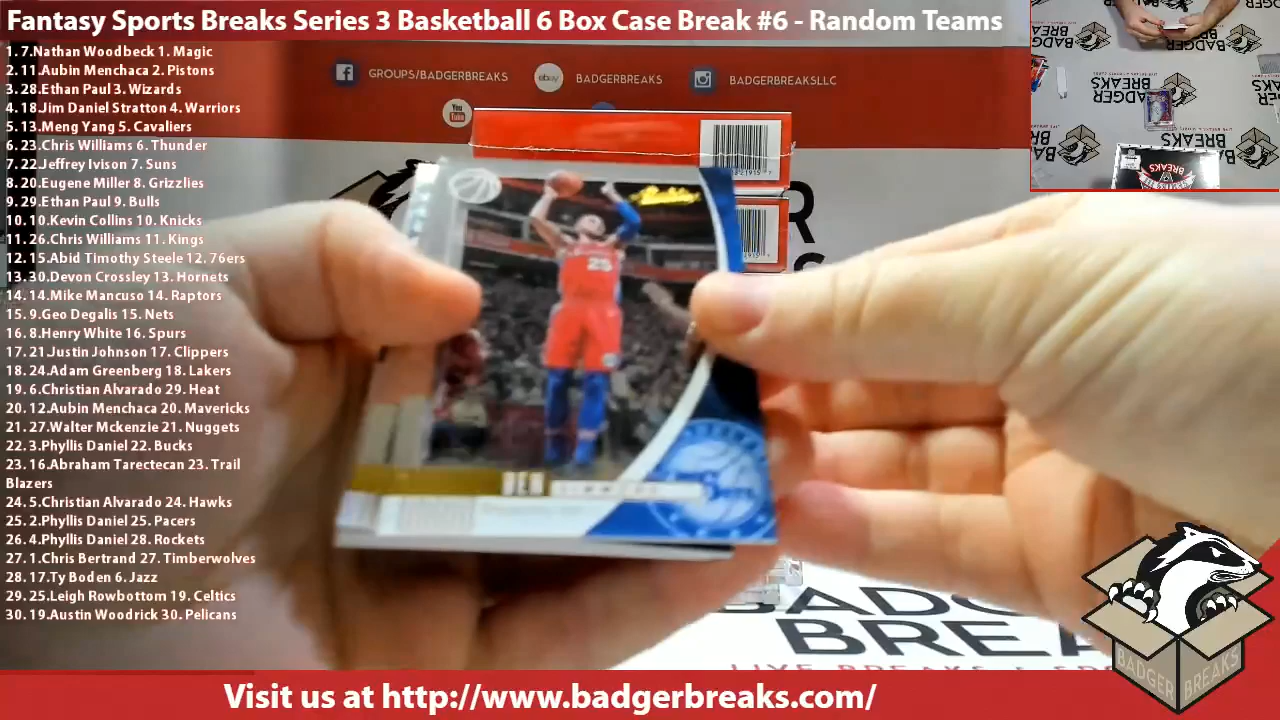 Fantasy Sports Breaks Series 3 Basketball 6 Box Case Break #6 - Random Teams
1. 7.Nathan Woodbeck 1. Magic
2. 11.Aubin Menchaca 2. Pistons
3. 28.Ethan Paul 3. Wizards
4. 18.Jim Daniel Stratton 4. Warriors
5. 13.Meng Yang 5. Cavaliers
6. 23.Chris Williams 6. Thunder
7. 22.Jeffrey Ivison 7. Suns
8. 20.Eugene Miller 8. Grizzlies
9. 29.Ethan Paul 9. Bulls
10. 10.Kevin Collins 10. Knicks
11. 26.Chris Williams 11. Kings
12. 15.Abid Timothy Steele 12. 76ers
13. 30.Devon Crossley 13. Hornets
14. 14.Mike Mancuso 14. Raptors
15. 9.Geo Degalis 15. Nets
16. 8.Henry White 16. Spurs
17. 21.Justin Johnson 17. Clippers
18. 24.Adam Greenberg 18. Lakers
19. 6.Christian Alvarado 29. Heat
20. 12.Aubin Menchaca 20. Mavericks
21. 27.Walter Mckenzie 21. Nuggets
22. 3.Phyllis Daniel 22. Bucks
23. 16.Abraham Tarectecan 23. Trail
Blazers
24. 5.Christian Alvarado 24. Hawks
25. 2.Phyllis Daniel 25. Pacers
26. 4.Phyllis Daniel 28. Rockets
27. 1.Chris Bertrand 27. Timberwolves
28. 17.Ty Boden 6. Jazz
29. 25.Leigh Rowbottom 19. Celtics
30. 19.Austin Woodrick 30. Pelicans
GROUPS/BADGERBREAKS
ebay
BADGERBREAKS
BADGERBREAKSLLC
You
Tube
Absolute
25
BEN
BADGER
BREAKS
BADGER BREAKS
Visit us at http://www.badgerbreaks.com/